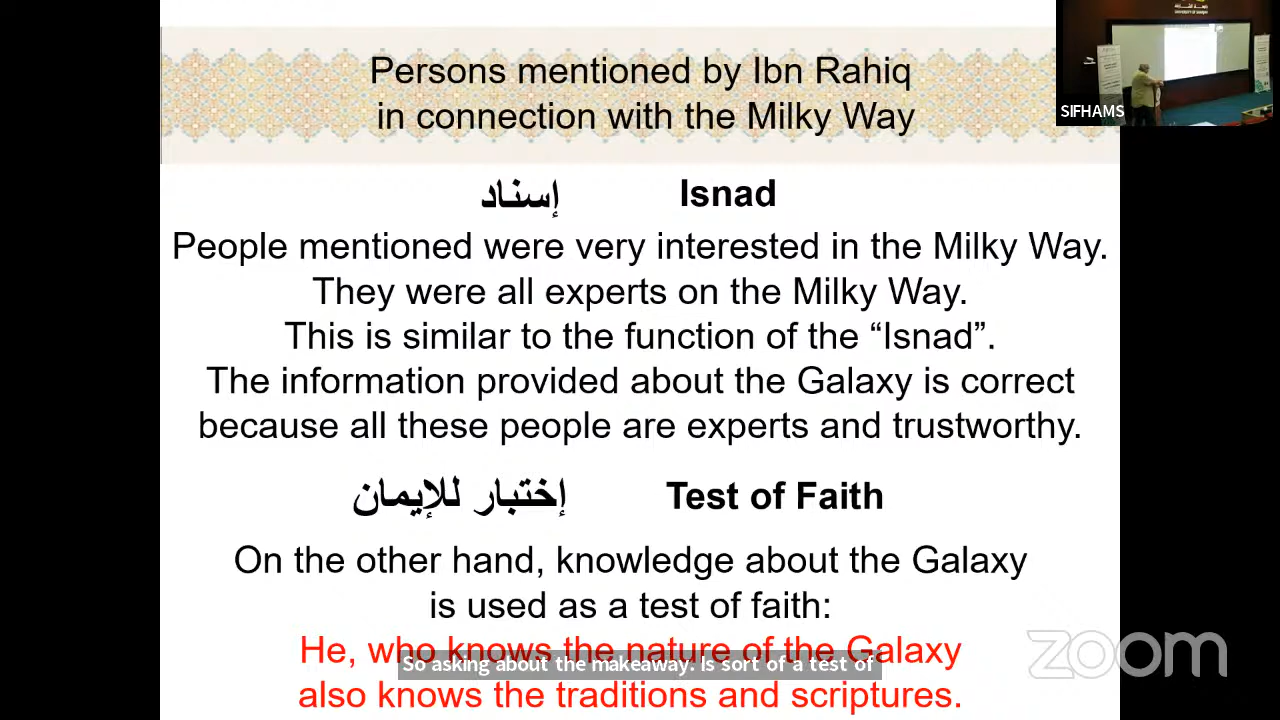 Persons mentioned by Ibn Rahiq
in connection with the Milky Way
SIFHAMS
إسناد Isnad
People mentioned were very interested in the Milky Way.
They were all experts on the Milky Way.
This is similar to the function of the “Isnad”.
The information provided about the Galaxy is correct
because all these people are experts and trustworthy.
إختبار للإيمان Test of Faith
On the other hand, knowledge about the Galaxy
is used as a test of faith:
He, who knows the nature of the Galaxy
So asking about the makeaway. Is sort of a test of
also knows the traditions and scriptures.
zoom